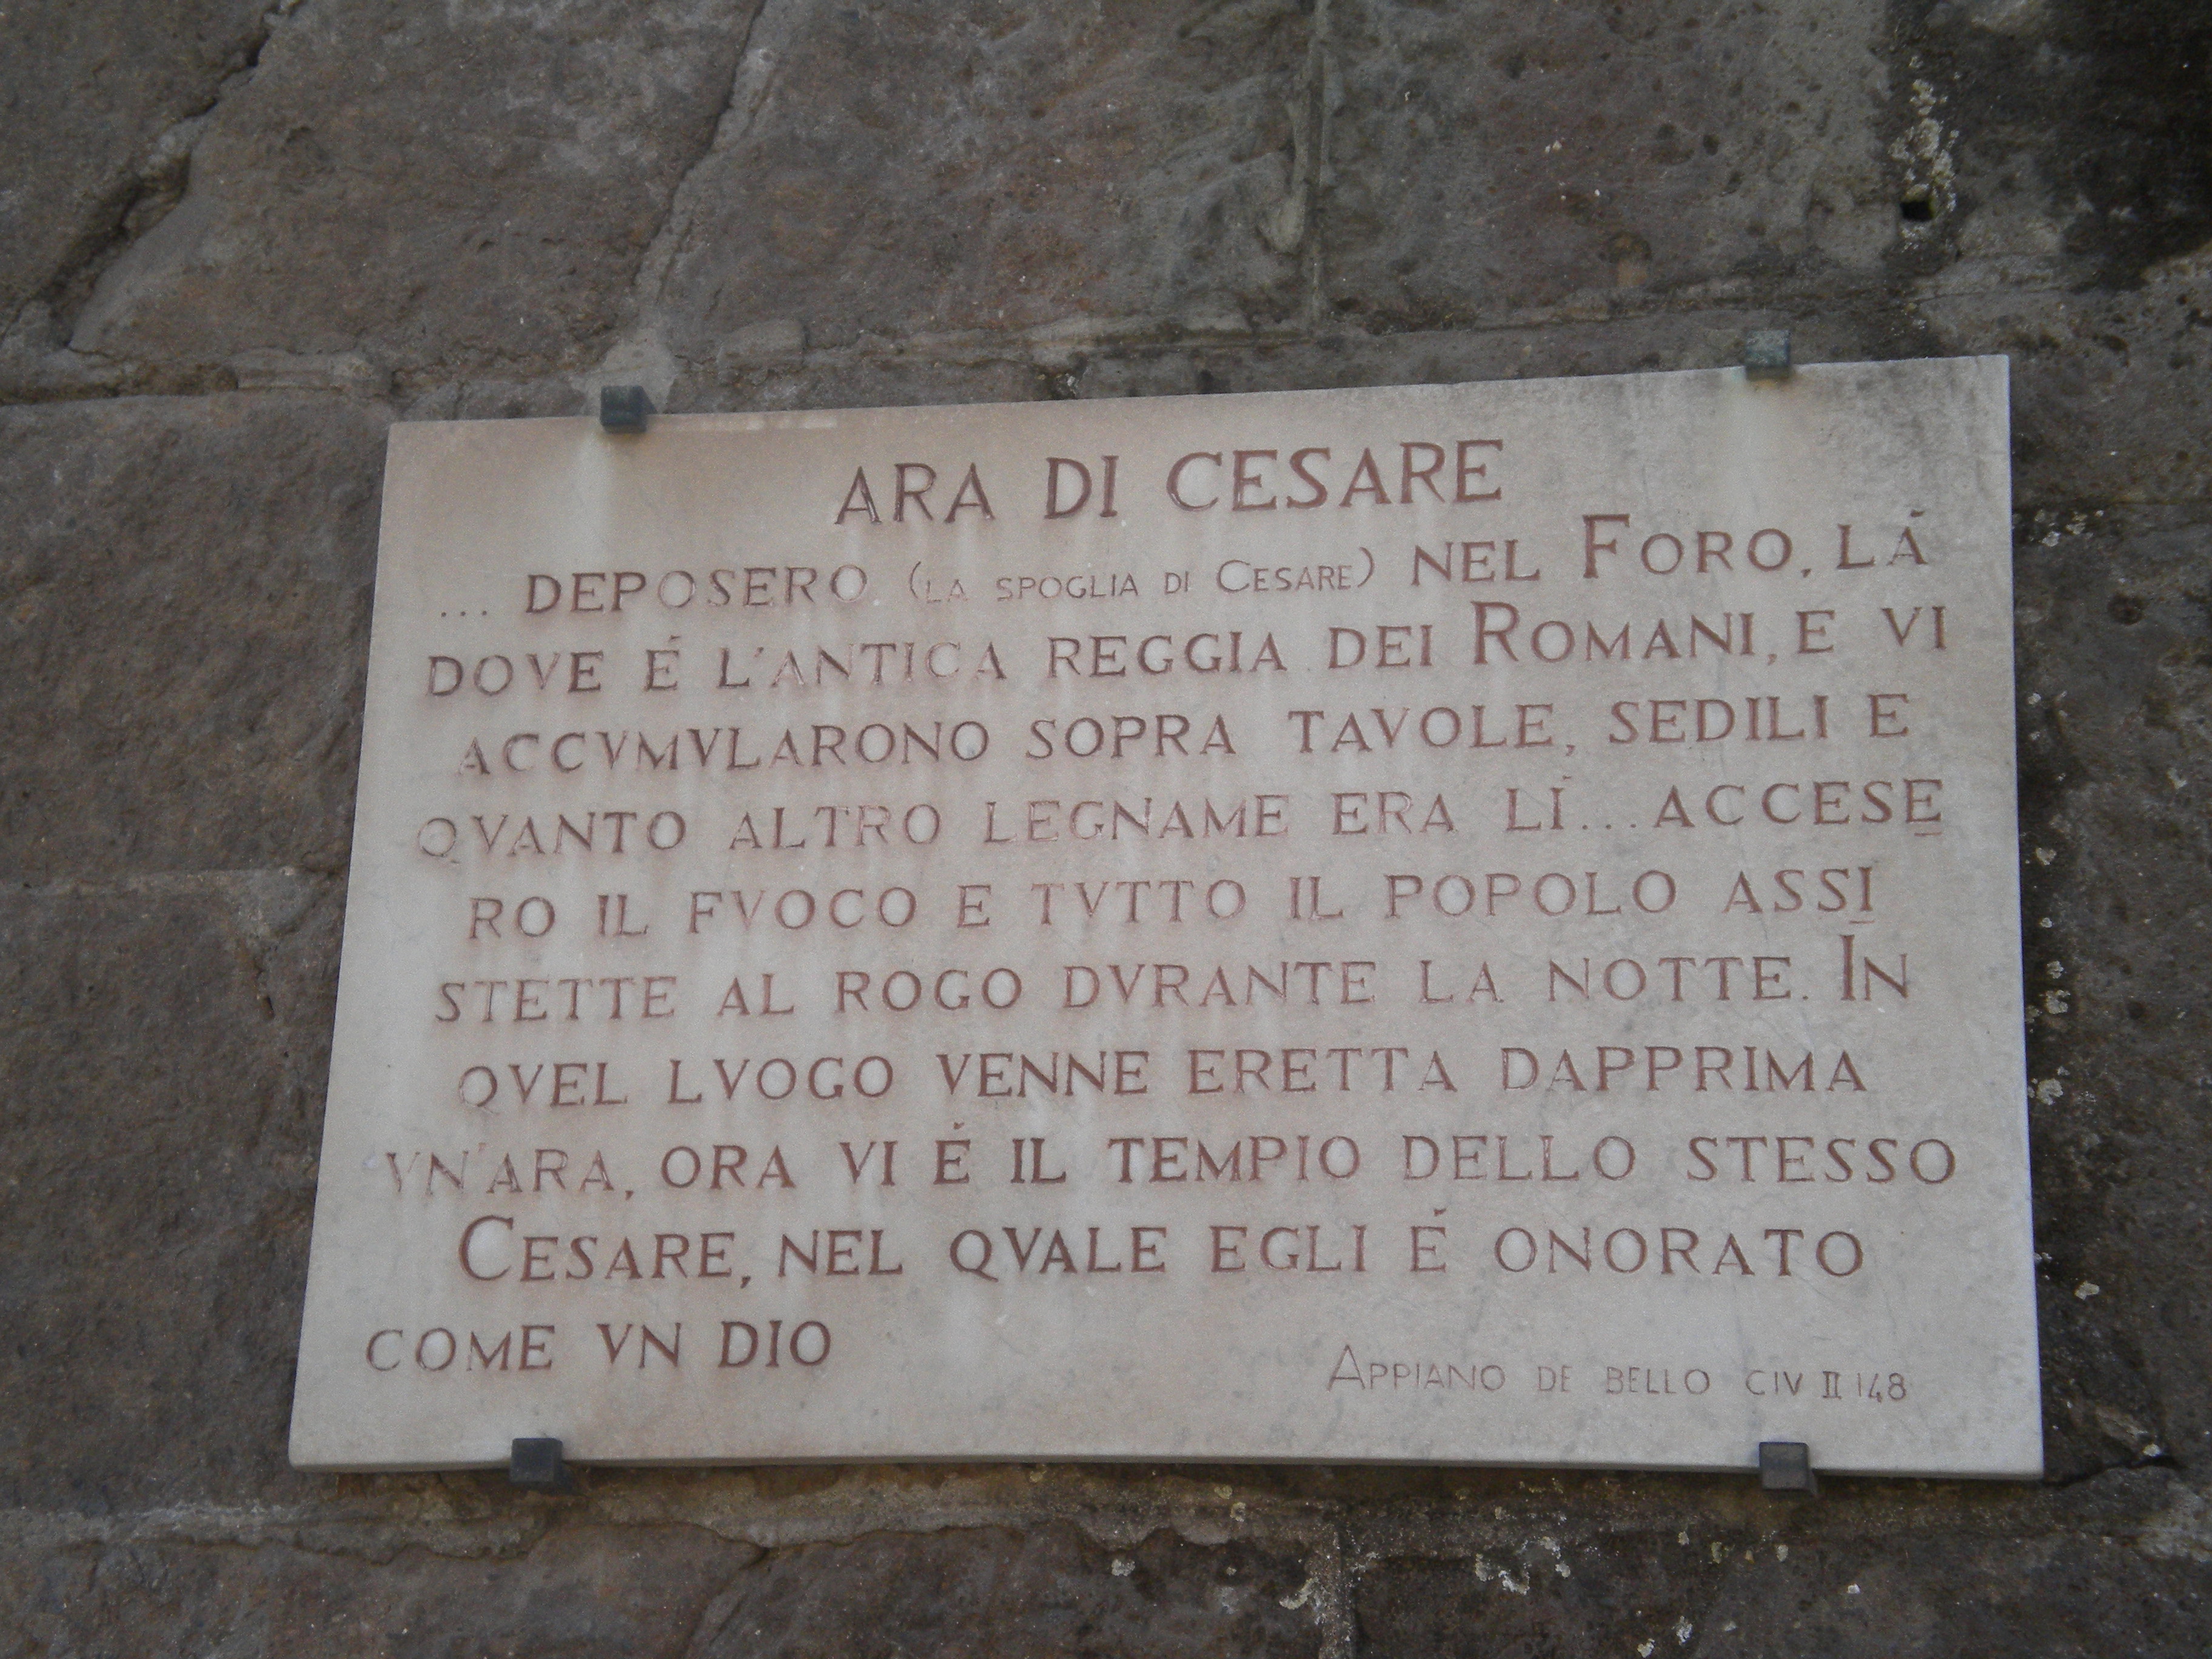 ARA DI CESARE
... DEPOSERO (LA SPOGLIA DI CESARE) NEL FORO, LÁ
DOVE É L'ANTICA REGGIA DEI ROMANI, E VI
ACCVMVLARONO SOPRA TAVOLE, SEDILI E
QVANTO ALTRO LEGNAME ERA LÍ... ACCESE
RO IL FVOCO E TVTTO IL POPOLO ASSI
STETTE AL ROGO DVRANTE LA NOTTE. IN
QVEL LVOGO VENNE ERETTA DAPPRIMA
VN'ARA, ORA VI É IL TEMPIO DELLO STESSO
CESARE, NEL QVALE EGLI É ONORATO
COME VN DIO
APPIANO DE BELLO CIV II 148